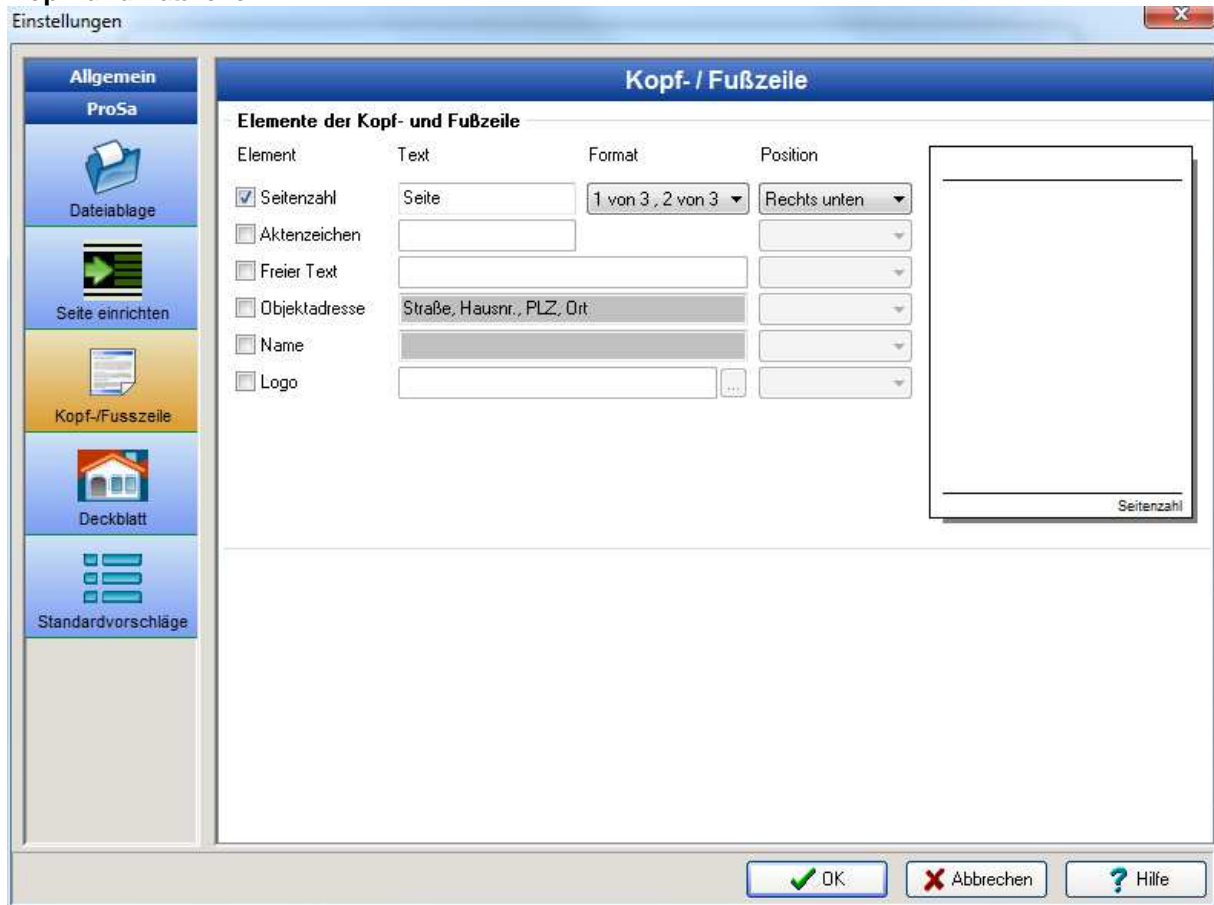 Einstellungen
Allgemein
ProSa
Dateiablage
Seite einrichten
Kopf-/Fusszeile
Deckblatt
Standardvorschläge
Kopf- / Fußzeile
Elemente der Kopf- und Fußzeile
Element Text Format Position
Seitenzahl Seite 1 von 3 , 2 von 3 Rechts unten
Aktenzeichen
Freier Text
Objektadresse Straße, Hausnr., PLZ, Ort
Name
Logo ...
Seitenzahl
OK Abbrechen Hilfe